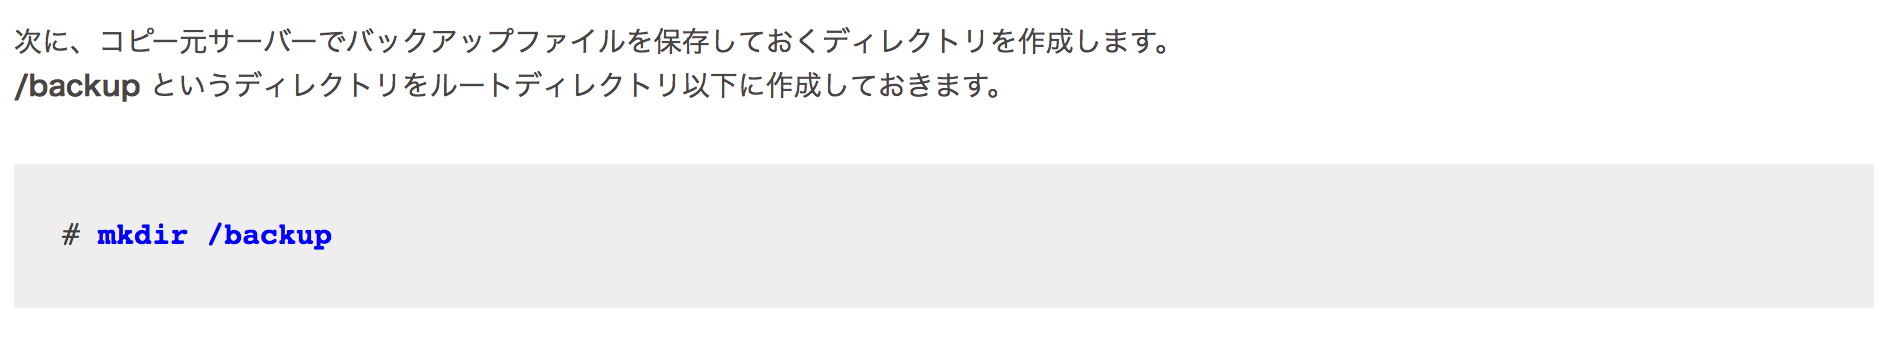 次に、コピー元サーバーでバックアップファイルを保存しておくディレクトリを作成します。
/backup というディレクトリをルートディレクトリ以下に作成しておきます。
# mkdir /backup